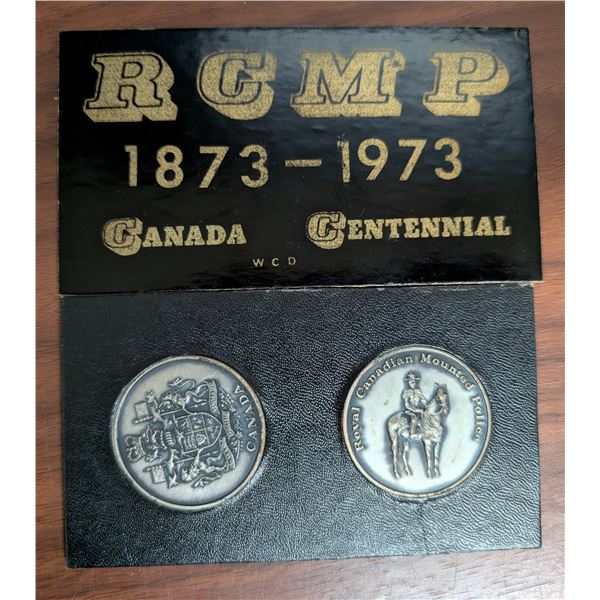 RCMP
1873-1973
CANADA CENTENNIAL
WCD
CANADA
Royal Canadian Mounted Police